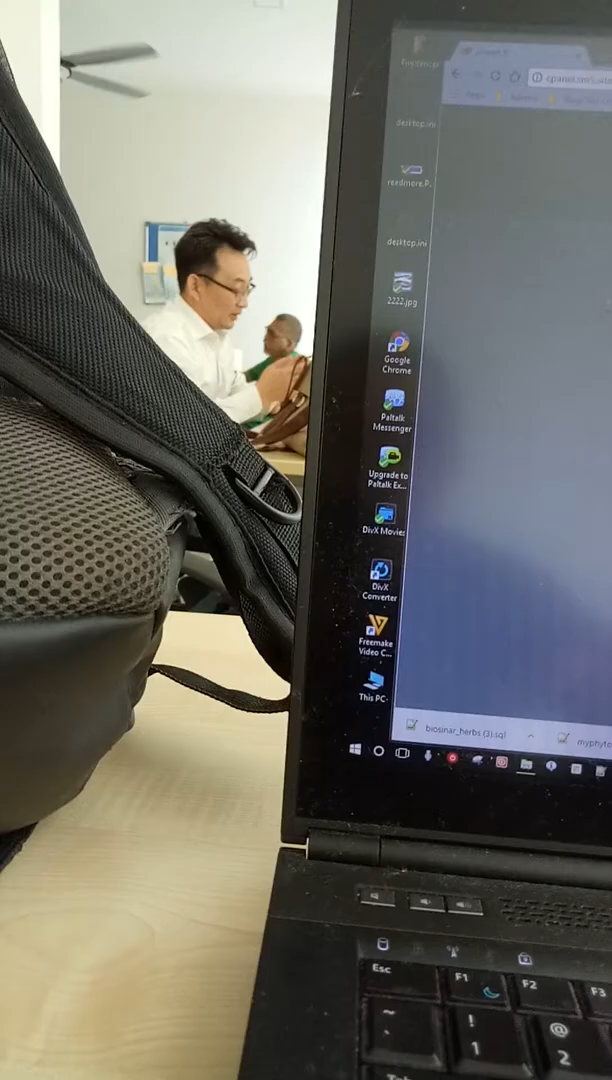 desktop.ini
readmore.P..
desktop.ini
2222.jpg
Google
Chrome
Paltalk
Messenger
Upgrade to
Paltalk Ex...
DivX Movies
DivX
Converter
Freemake
Video C...
This PC
biosinar_herbs (3).sql
myphyto
Esc
F1
F2
F3
~
`
!
1
@
2
Tab